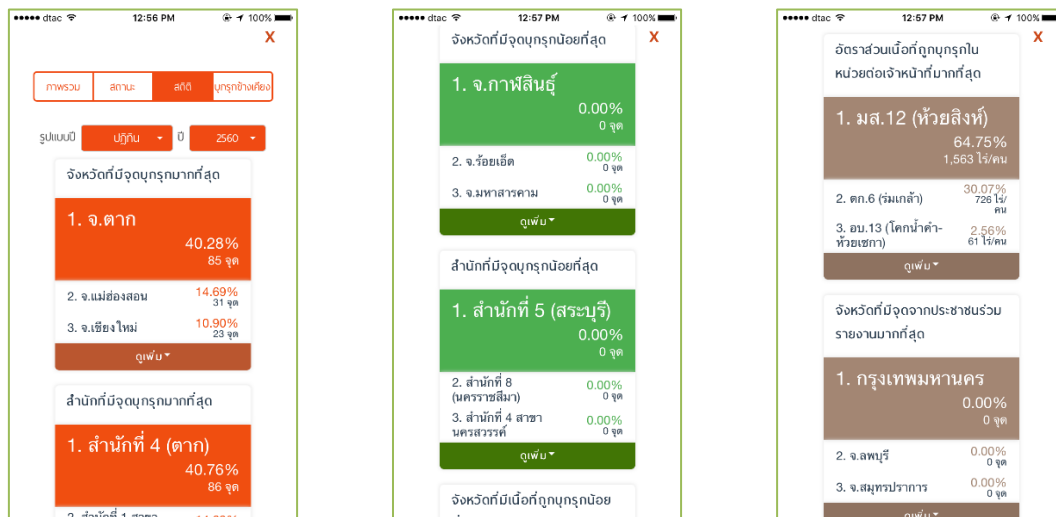 dtac 12:56 PM 100%
X
ภาพรวม สถานะ สถิติ บุกรุกข้างเคียง
รูปแบบปี ปฏิทิน ปี 2560
จังหวัดที่มีจุดบุกรุกมากที่สุด
1. จ.ตาก
40.28%
85 จุด
2. จ.แม่ฮ่องสอน 14.69%
31 จุด
3. จ.เชียงใหม่ 10.90%
23 จุด
ดูเพิ่ม
สำนักที่มีจุดบุกรุกมากที่สุด
1. สำนักที่ 4 (ตาก)
40.76%
86 จุด
2. สำนักที่ 1 สาขา
dtac 12:57 PM 100%
จังหวัดที่มีจุดบุกรุกน้อยที่สุด X
1. จ.กาฬสินธุ์
0.00%
0 จุด
2. จ.ร้อยเอ็ด 0.00%
0 จุด
3. จ.มหาสารคาม 0.00%
0 จุด
ดูเพิ่ม
สำนักที่มีจุดบุกรุกน้อยที่สุด
1. สำนักที่ 5 (สระบุรี)
0.00%
0 จุด
2. สำนักที่ 8 0.00%
(นครราชสีมา) 0 จุด
3. สำนักที่ 4 สาขา 0.00%
นครสวรรค์ 0 จุด
ดูเพิ่ม
จังหวัดที่มีเนื้อที่ถูกบุกรุกน้อย
dtac 12:57 PM 100%
X
อัตราส่วนเนื้อที่ถูกบุกรุกใน
หน่วยต่อเจ้าหน้าที่มากที่สุด
1. มส.12 (ห้วยสิงห์)
64.75%
1,563 ไร่/คน
2. ตก.6 (ร่มเกล้า) 30.07%
726 ไร่/
คน
3. อบ.13 (โคกน้ำคำ- 2.56%
ห้วยเซกา) 61 ไร่/คน
ดูเพิ่ม
จังหวัดที่มีจุดจากประชาชนร่วม
รายงานมากที่สุด
1. กรุงเทพมหานคร
0.00%
0 จุด
2. จ.ลพบุรี 0.00%
0 จุด
3. จ.สมุทรปราการ 0.00%
0 จุด
ดูเพิ่ม